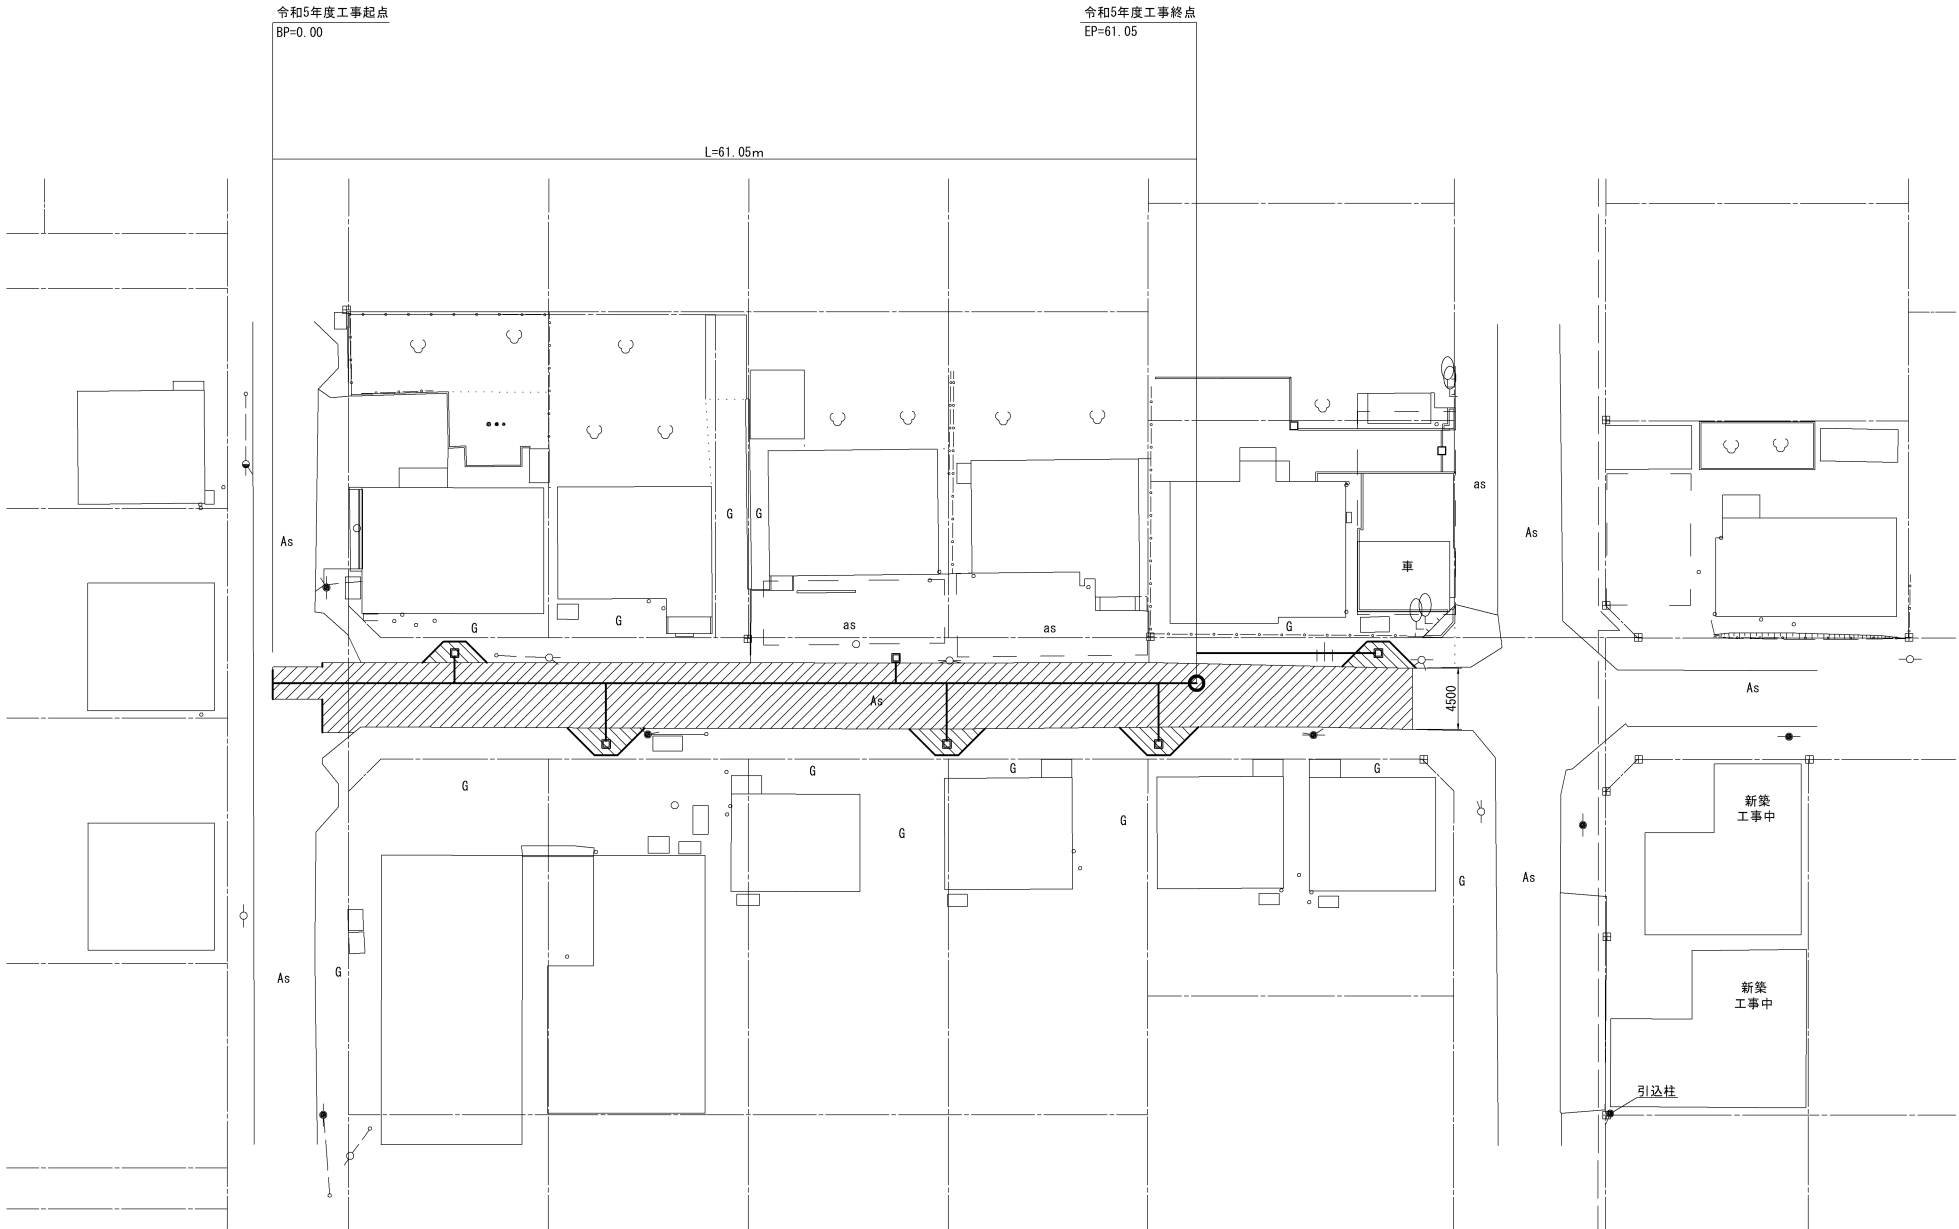 令和5年度工事起点
BP=0.00
令和5年度工事終点
EP=61.05
L=61.05m
as
G
G
As
As
車
G
G
as
as
G
As
As
4500
G
G
G
G
G
G
新築
工事中
G
As
G
As
新築
工事中
引込柱